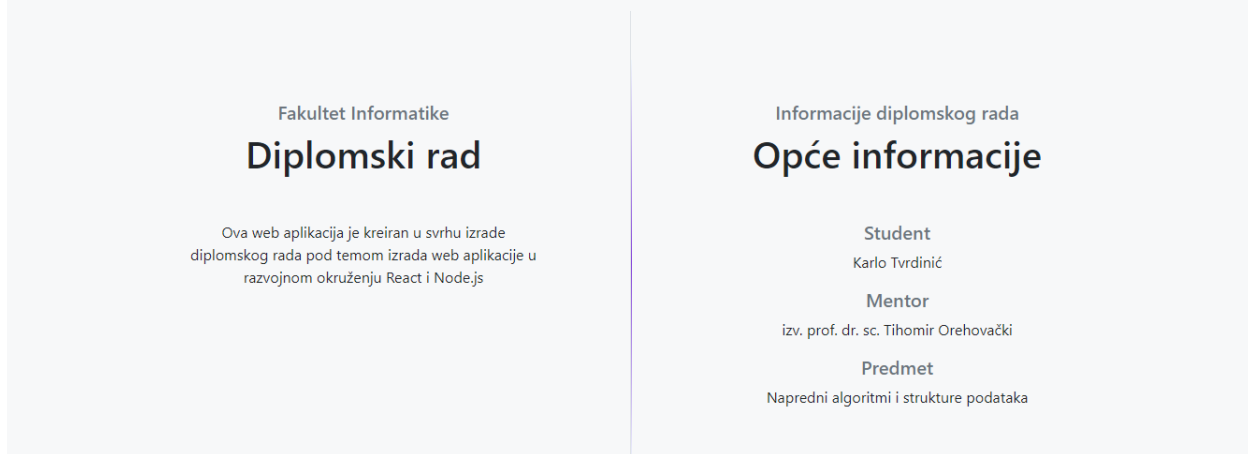 Fakultet Informatike
Diplomski rad
Ova web aplikacija je kreiran u svrhu izrade
diplomskog rada pod temom izrada web aplikacije u
razvojnom okruženju React i Node.js
Informacije diplomskog rada
Opće informacije
Student
Karlo Tvrdinić
Mentor
izv. prof. dr. sc. Tihomir Orehovački
Predmet
Napredni algoritmi i strukture podataka